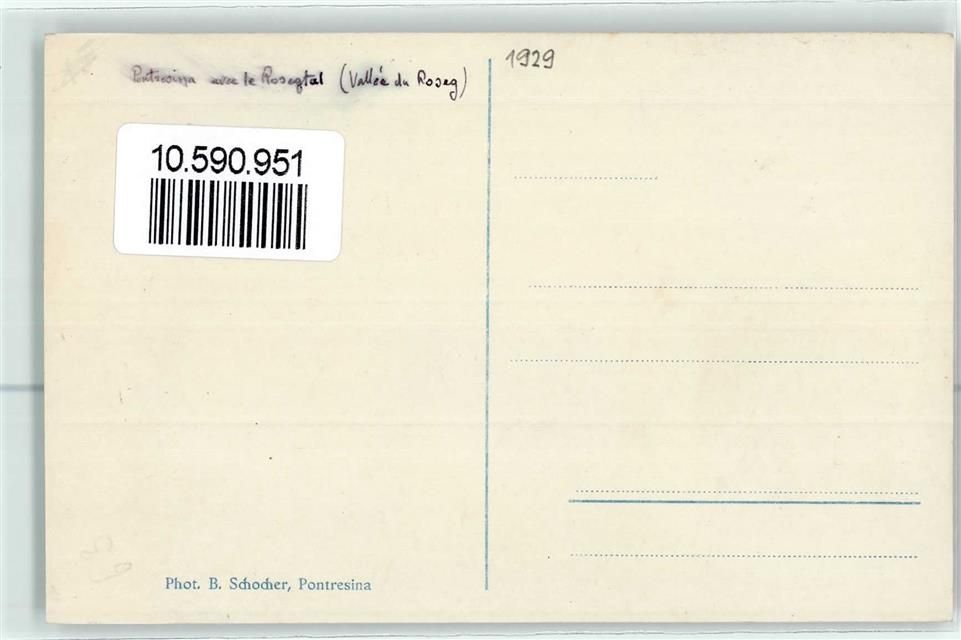 Pontresina avec le Rosegtal (Vallée du Roseg)
1929
10.590.951
Phot. B. Schocher, Pontresina